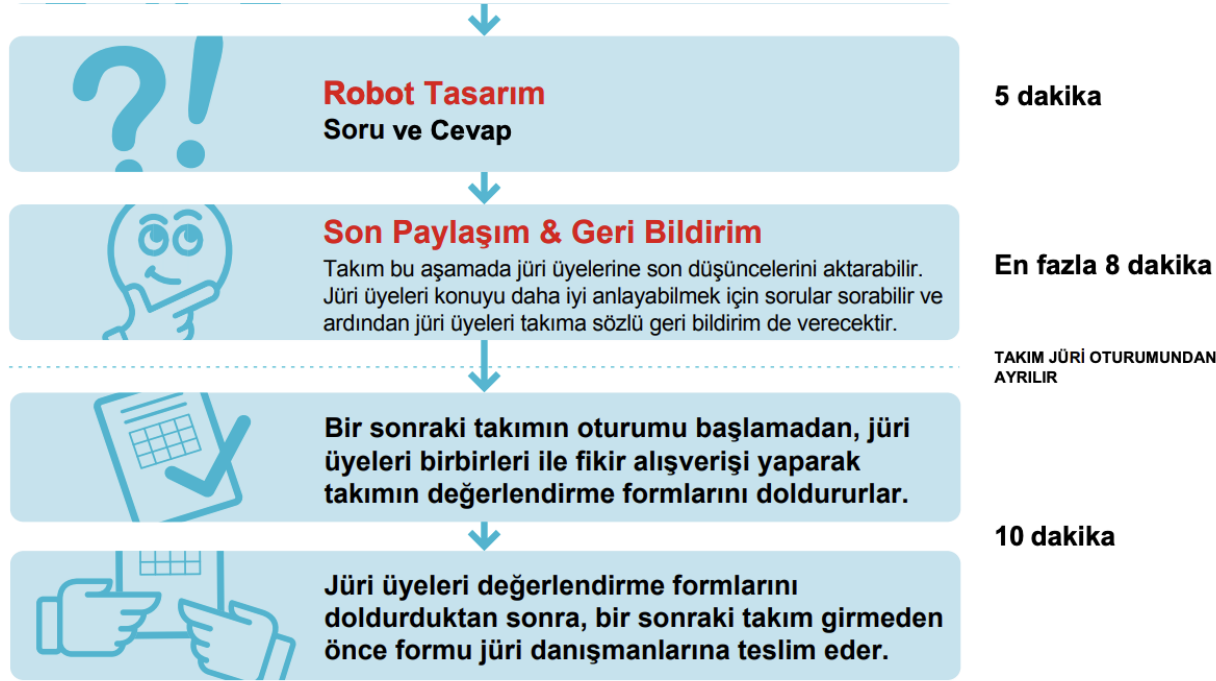 Robot Tasarım
Soru ve Cevap
5 dakika
Son Paylaşım & Geri Bildirim
Takım bu aşamada jüri üyelerine son düşüncelerini aktarabilir.
Jüri üyeleri konuyu daha iyi anlayabilmek için sorular sorabilir ve
ardından jüri üyeleri takıma sözlü geri bildirim de verecektir.
En fazla 8 dakika
TAKIM JÜRİ OTURUMUNDAN
AYRILIR
Bir sonraki takımın oturumu başlamadan, jüri
üyeleri birbirleri ile fikir alışverişi yaparak
takımın değerlendirme formlarını doldururlar.
10 dakika
Jüri üyeleri değerlendirme formlarını
doldurduktan sonra, bir sonraki takım girmeden
önce formu jüri danışmanlarına teslim eder.